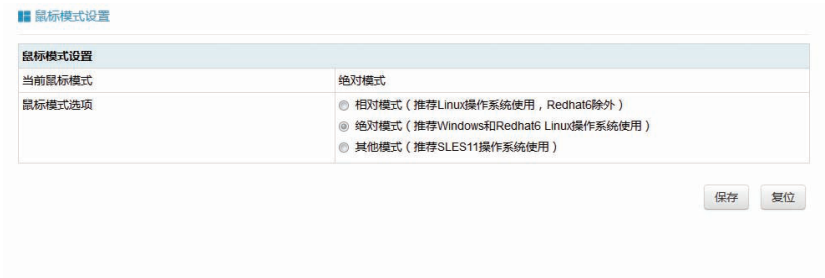 鼠标模式设置
鼠标模式设置
当前鼠标模式 绝对模式
鼠标模式选项 相对模式（推荐Linux操作系统使用，Redhat6除外）
绝对模式（推荐Windows和Redhat6 Linux操作系统使用）
其他模式（推荐SLES11操作系统使用）
保存 复位